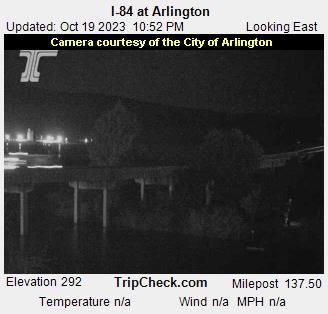 I-84 at Arlington
Updated: Oct 19 2023 10:52 PM Looking East
Camera courtesy of the City of Arlington
Elevation 292 TripCheck.com Milepost 137.50
Temperature n/a Wind n/a MPH n/a